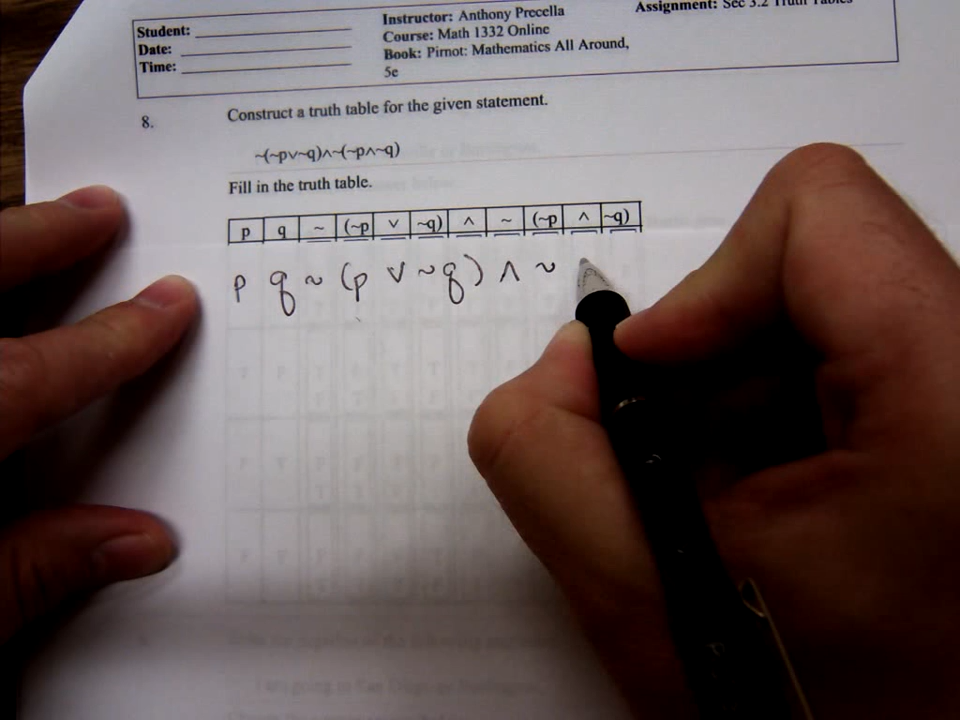 Student:
Date:
Time:
Instructor: Anthony Precella
Course: Math 1332 Online
Book: Pirnot: Mathematics All Around,
5e
Assignment: Sec 3.2 Truth Tables
8. Construct a truth table for the given statement.
~(~p∨~q)∧~(~p∧~q)
Fill in the truth table.
p q ~ (~p ∨ ~q) ∧ ~ (~p ∧ ~q)
p q ~ (p ∨ ~q) ∧ ~